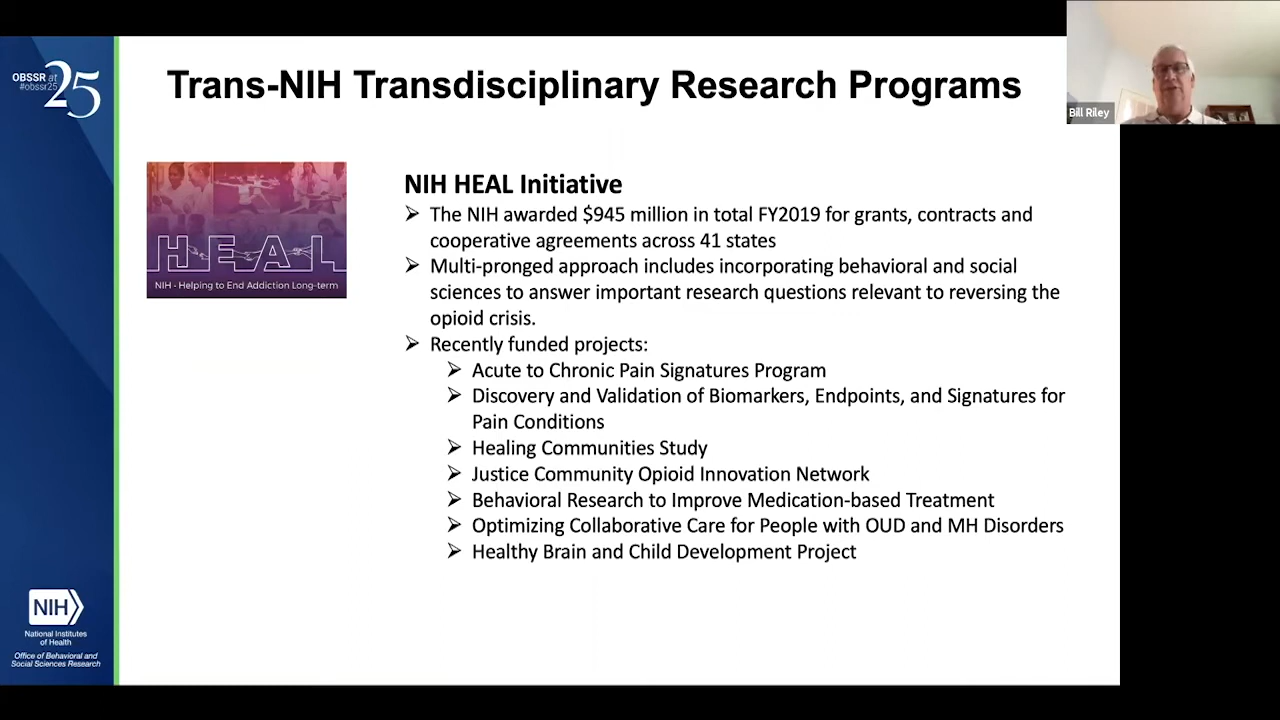 OBSSR at
#obssr25
25
Trans-NIH Transdisciplinary Research Programs
Bill Riley
HEAL
NIH - Helping to End Addiction Long-term
NIH HEAL Initiative
➢ The NIH awarded $945 million in total FY2019 for grants, contracts and
cooperative agreements across 41 states
➢ Multi-pronged approach includes incorporating behavioral and social
sciences to answer important research questions relevant to reversing the
opioid crisis.
➢ Recently funded projects:
➢ Acute to Chronic Pain Signatures Program
➢ Discovery and Validation of Biomarkers, Endpoints, and Signatures for
Pain Conditions
➢ Healing Communities Study
➢ Justice Community Opioid Innovation Network
➢ Behavioral Research to Improve Medication-based Treatment
➢ Optimizing Collaborative Care for People with OUD and MH Disorders
➢ Healthy Brain and Child Development Project
NIH
National Institutes
of Health
Office of Behavioral and
Social Sciences Research